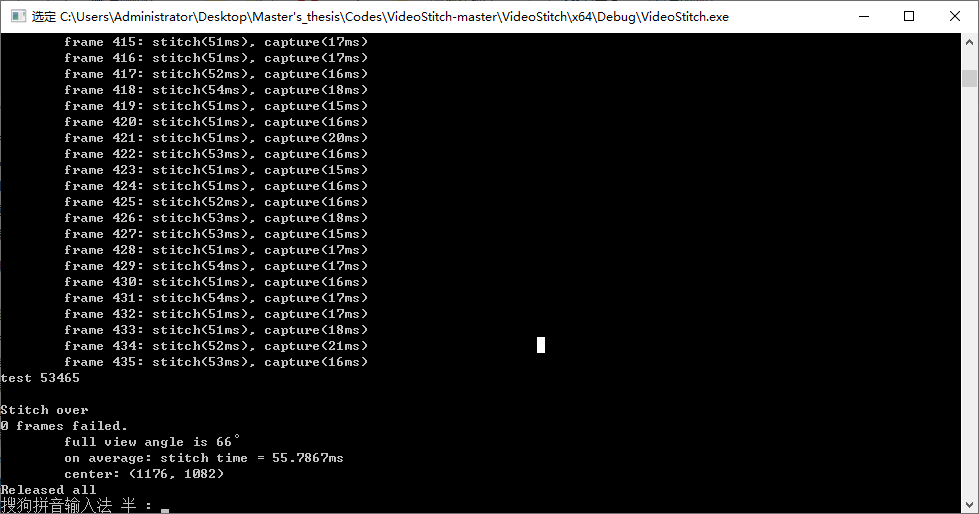 选定 C:\Users\Administrator\Desktop\Master's_thesis\Codes\VideoStitch-master\VideoStitch\x64\Debug\VideoStitch.exe
frame 415: stitch(51ms), capture(17ms)
frame 416: stitch(51ms), capture(17ms)
frame 417: stitch(52ms), capture(16ms)
frame 418: stitch(54ms), capture(18ms)
frame 419: stitch(51ms), capture(15ms)
frame 420: stitch(51ms), capture(16ms)
frame 421: stitch(51ms), capture(20ms)
frame 422: stitch(53ms), capture(16ms)
frame 423: stitch(51ms), capture(15ms)
frame 424: stitch(51ms), capture(16ms)
frame 425: stitch(52ms), capture(16ms)
frame 426: stitch(53ms), capture(18ms)
frame 427: stitch(53ms), capture(15ms)
frame 428: stitch(51ms), capture(17ms)
frame 429: stitch(54ms), capture(17ms)
frame 430: stitch(51ms), capture(16ms)
frame 431: stitch(54ms), capture(17ms)
frame 432: stitch(51ms), capture(17ms)
frame 433: stitch(51ms), capture(18ms)
frame 434: stitch(52ms), capture(21ms)
frame 435: stitch(53ms), capture(16ms)
test 53465
Stitch over
0 frames failed.
full view angle is 66°
on average: stitch time = 55.7867ms
center: (1176, 1082)
Released all
搜狗拼音输入法 半 :